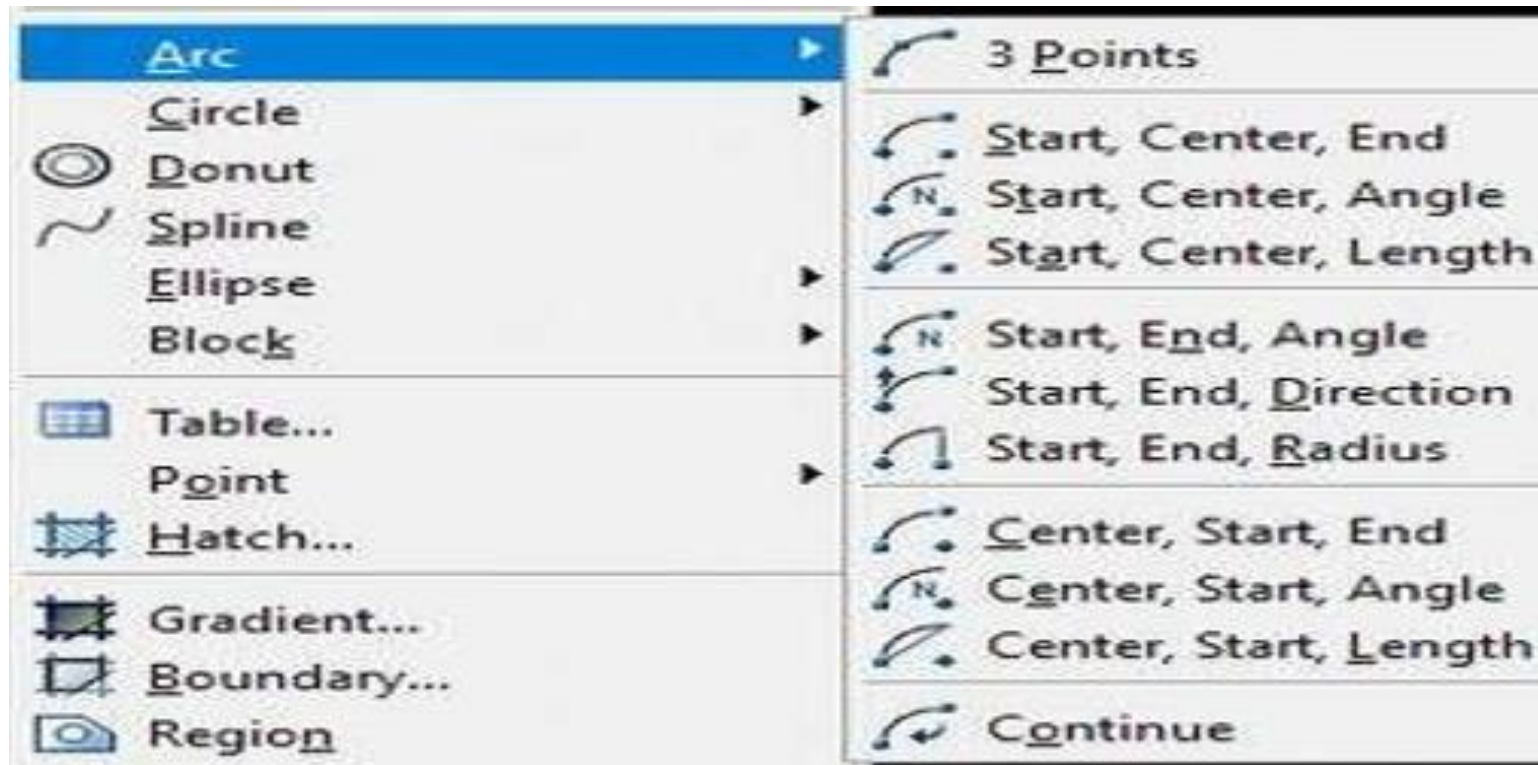 Arc
Circle
Donut
Spline
Ellipse
Block
Table...
Point
Hatch...
Gradient...
Boundary...
Region
3 Points
Start, Center, End
Start, Center, Angle
Start, Center, Length
Start, End, Angle
Start, End, Direction
Start, End, Radius
Center, Start, End
Center, Start, Angle
Center, Start, Length
Continue